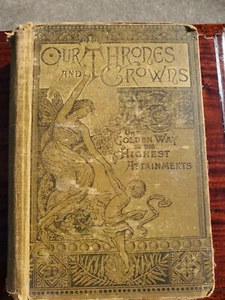 OUR THRONES
AND CROWNS
OR
GOLDEN WAY
TO THE
HIGHEST
ATTAINMENTS